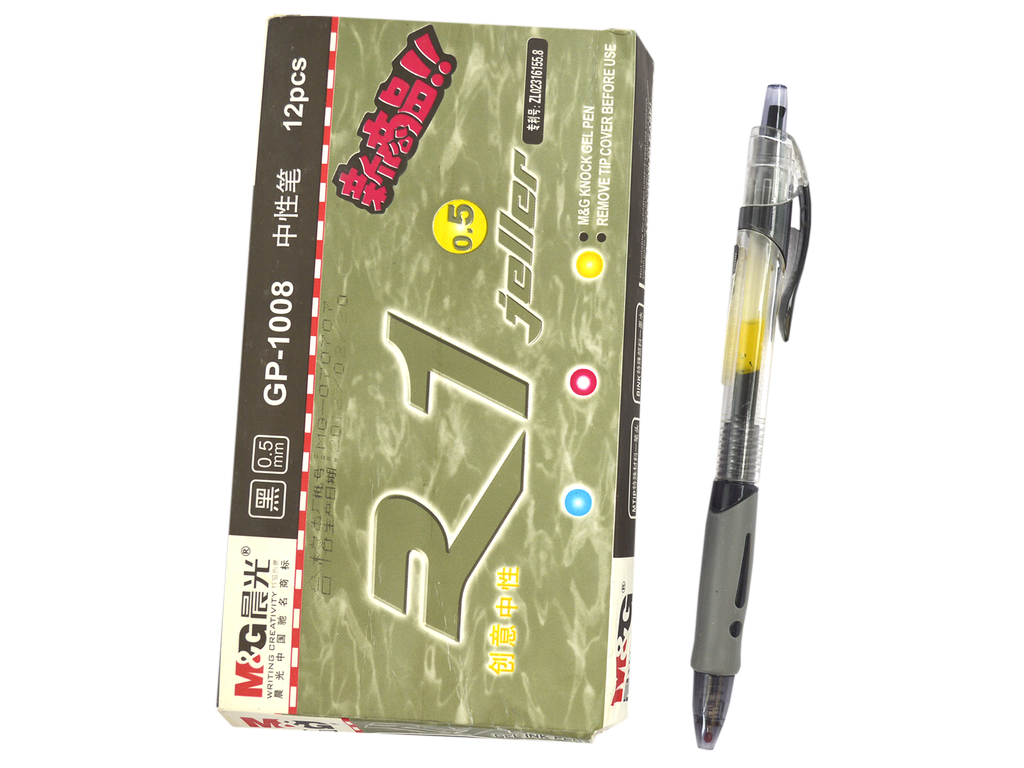 M&G晨光®
WRITING CREATIVITY
晨光中国驰名商标
黑 0.5mm
GP-1008 中性笔 12pcs
新商品!!
专利号:ZL02316155.8
0.5
R1
jeller
创意中性
● M&G KNOCK GEL PEN
● REMOVE TIP COVER BEFORE USE
M&G
M&G